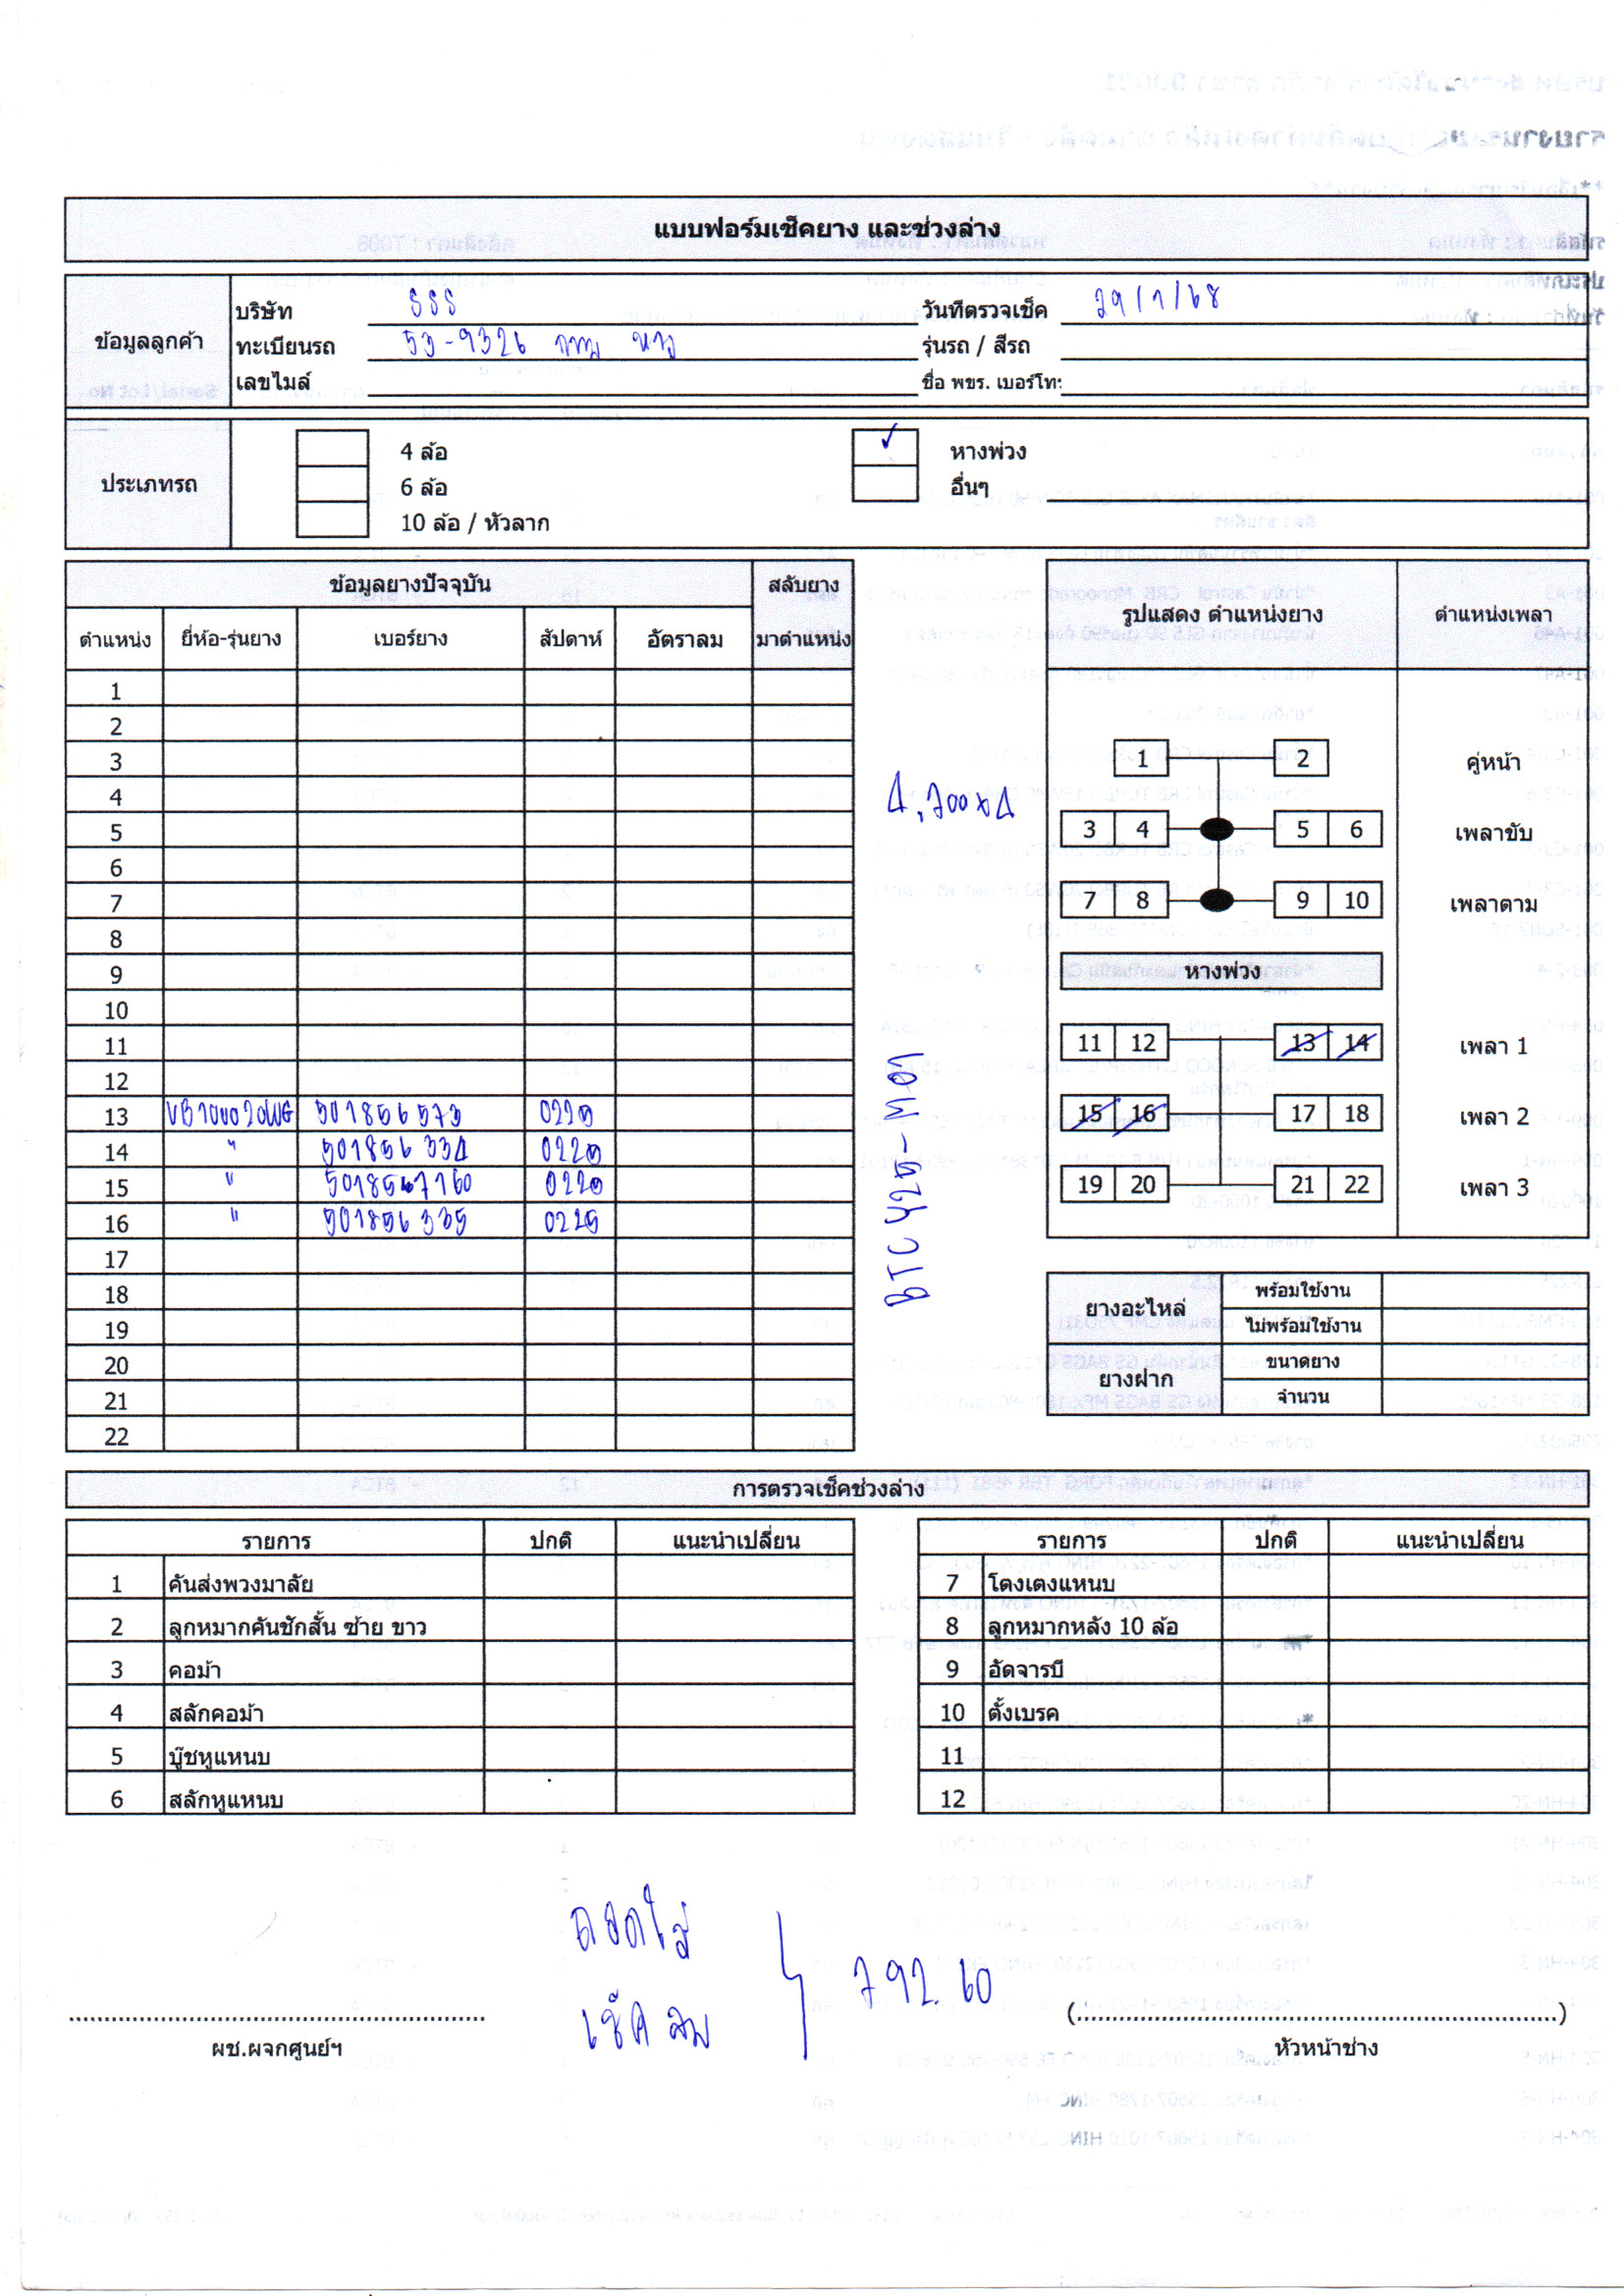 แบบฟอร์มเช็คยาง และช่วงล่าง
ข้อมูลลูกค้า
บริษัท SSS
วันทีตรวจเช็ค 29/7/68
ทะเบียนรถ 53-9326 กทม หาง
รุ่นรถ / สีรถ
เลขไมล์
ชื่อ พขร. เบอร์โท:
ประเภทรถ
4 ล้อ
หางพ่วง ✓
6 ล้อ
อื่นๆ
10 ล้อ / หัวลาก
ข้อมูลยางปัจจุบัน สลับยาง
ตำแหน่ง ยี่ห้อ-รุ่นยาง เบอร์ยาง สัปดาห์ อัตราลม มาตำแหน่ง
1
2
3
4
5
6
7
8
9
10
11
12
13 501856573 0225
14 " 501856334 0225
15 " 0225
16 " 501856335 0225
17
18
19
20
21
22
4,700x4
BTC
รูปแสดง ตำแหน่งยาง ตำแหน่งเพลา
1 2 คู่หน้า
3 4 5 6 เพลาขับ
7 8 9 10 เพลาตาม
หางพ่วง
11 12 13 14 เพลา 1
15 16 17 18 เพลา 2
19 20 21 22 เพลา 3
ยางอะไหล่ พร้อมใช้งาน
ไม่พร้อมใช้งาน
ยางฝาก ขนาดยาง
จำนวน
การตรวจเช็คช่วงล่าง
รายการ ปกติ แนะนำเปลี่ยน รายการ ปกติ แนะนำเปลี่ยน
1 คันส่งพวงมาลัย 7 โตงเตงแหนบ
2 ลูกหมากคันชักสั้น ซ้าย ขาว 8 ลูกหมากหลัง 10 ล้อ
3 คอม้า 9 อัดจารบี
4 สลักคอม้า 10 ตั้งเบรค
5 บู๊ชหูแหนบ 11
6 สลักหูแหนบ 12
ถอดใส่
เช็คลม
792.60
ผช.ผจกศูนย์ฯ
(..........)
หัวหน้าช่าง